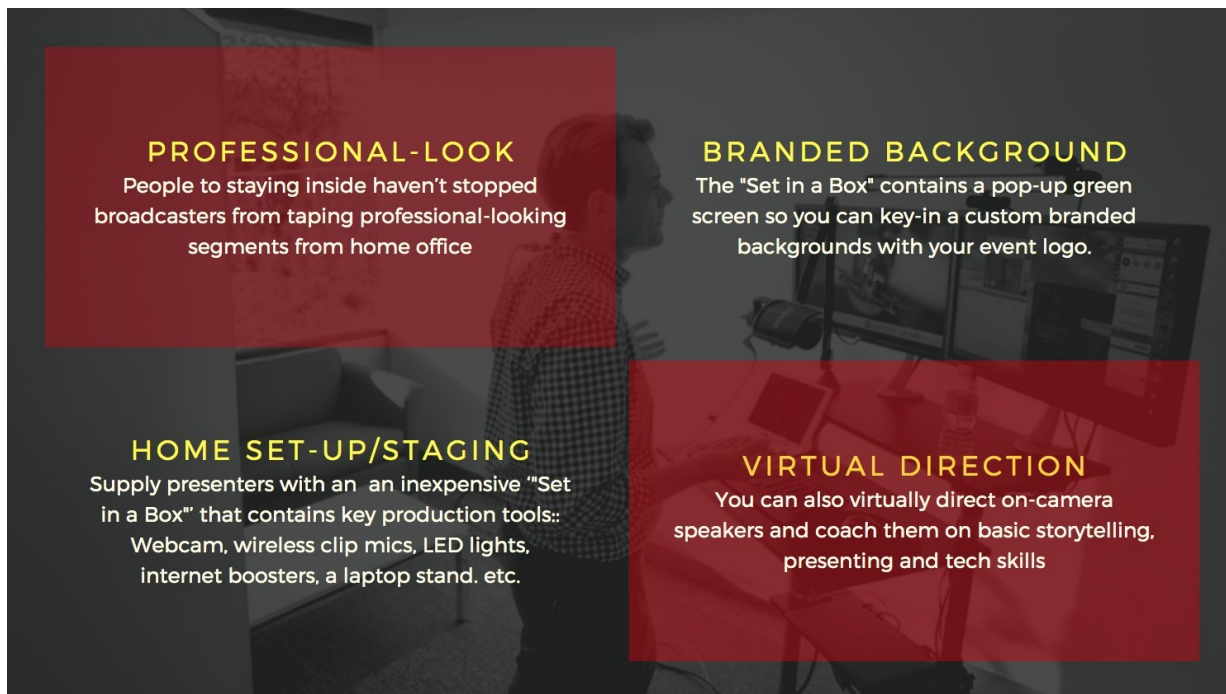 PROFESSIONAL-LOOK
People to staying inside haven't stopped
broadcasters from taping professional-looking
segments from home office
BRANDED BACKGROUND
The "Set in a Box" contains a pop-up green
screen so you can key-in a custom branded
backgrounds with your event logo.
HOME SET-UP/STAGING
Supply presenters with an  an inexpensive ‘"Set
in a Box"’ that contains key production tools::
Webcam, wireless clip mics, LED lights,
internet boosters, a laptop stand. etc.
VIRTUAL DIRECTION
You can also virtually direct on-camera
speakers and coach them on basic storytelling,
presenting and tech skills